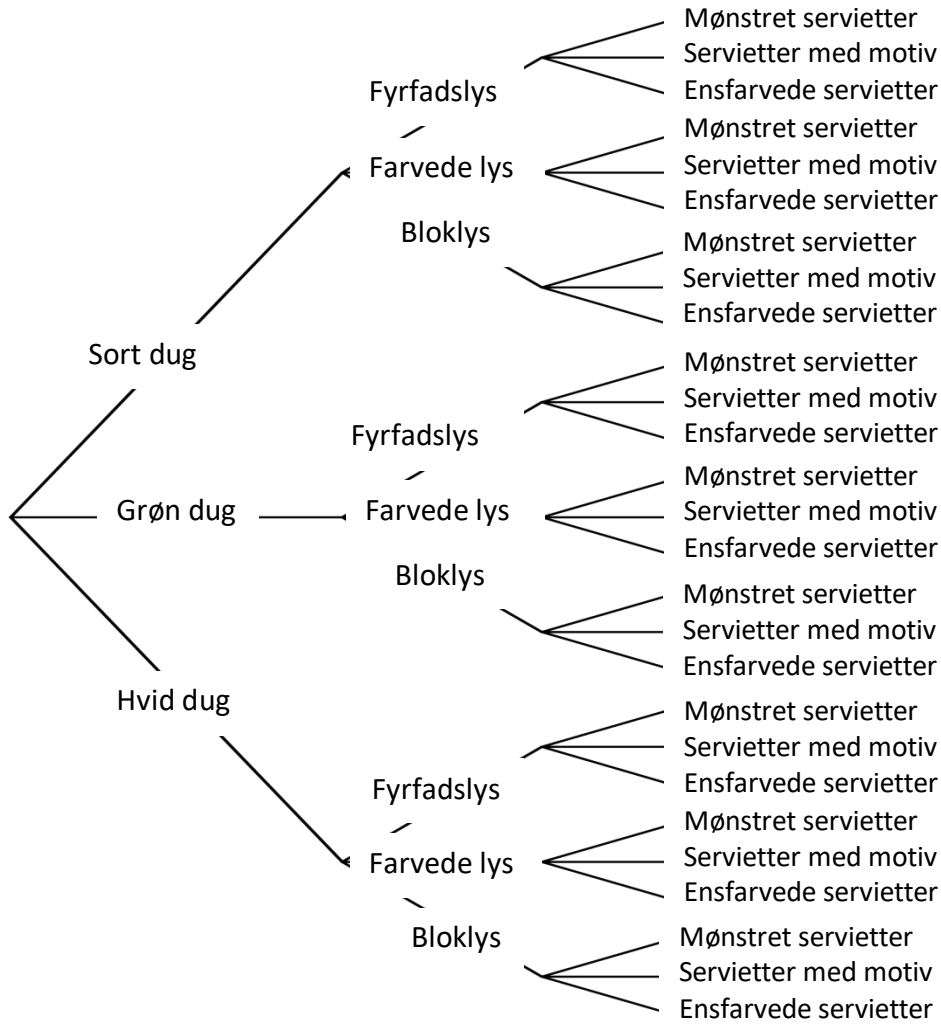 Mønstret servietter
Servietter med motiv
Fyrfadslys
Ensfarvede servietter
Mønstret servietter
Farvede lys
Servietter med motiv
Ensfarvede servietter
Bloklys
Mønstret servietter
Servietter med motiv
Ensfarvede servietter
Sort dug
Mønstret servietter
Servietter med motiv
Fyrfadslys
Ensfarvede servietter
Mønstret servietter
Grøn dug
Farvede lys
Servietter med motiv
Ensfarvede servietter
Bloklys
Mønstret servietter
Servietter med motiv
Ensfarvede servietter
Hvid dug
Mønstret servietter
Servietter med motiv
Fyrfadslys
Ensfarvede servietter
Mønstret servietter
Farvede lys
Servietter med motiv
Ensfarvede servietter
Bloklys
Mønstret servietter
Servietter med motiv
Ensfarvede servietter